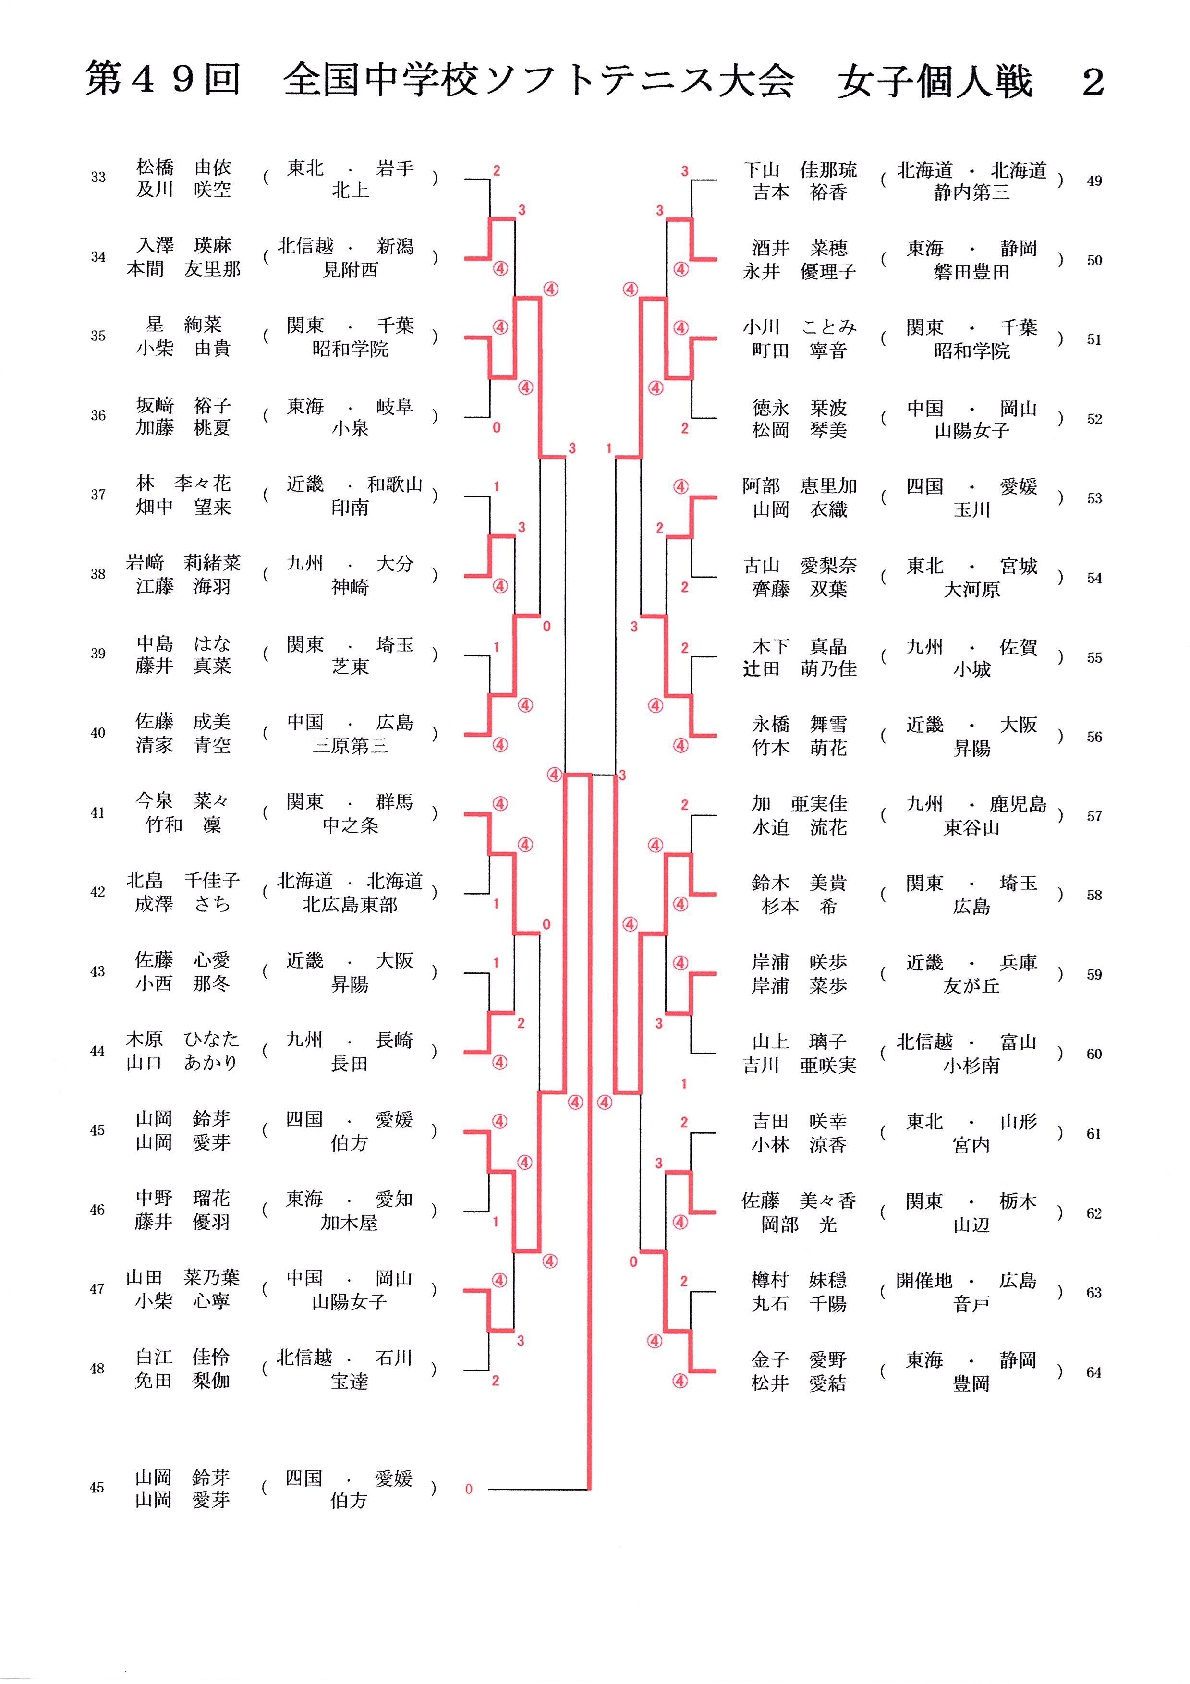 第４９回　全国中学校ソフトテニス大会　女子個人戦　２
33 松橋　由依 ( 東北 ・ 岩手 )
及川　咲空 北上
34 入澤　瑛麻 ( 北信越 ・ 新潟 )
本間　友里那 見附西
35 星　絢菜 ( 関東 ・ 千葉 )
小柴　由貴 昭和学院
36 坂﨑　裕子 ( 東海 ・ 岐阜 )
加藤　桃夏 小泉
37 林　李々花 ( 近畿 ・ 和歌山 )
畑中　望来 印南
38 岩﨑　莉緒菜 ( 九州 ・ 大分 )
江藤　海羽 神崎
39 中島　はな ( 関東 ・ 埼玉 )
藤井　真菜 芝東
40 佐藤　成美 ( 中国 ・ 広島 )
清家　青空 三原第三
41 今泉　菜々 ( 関東 ・ 群馬 )
竹和　凜 中之条
42 北畠　千佳子 ( 北海道 ・ 北海道 )
成澤　さち 北広島東部
43 佐藤　心愛 ( 近畿 ・ 大阪 )
小西　那冬 昇陽
44 木原　ひなた ( 九州 ・ 長崎 )
山口　あかり 長田
45 山岡　鈴芽 ( 四国 ・ 愛媛 )
山岡　愛芽 伯方
46 中野　瑠花 ( 東海 ・ 愛知 )
藤井　優羽 加木屋
47 山田　菜乃葉 ( 中国 ・ 岡山 )
小柴　心寧 山陽女子
48 白江　佳怜 ( 北信越 ・ 石川 )
免田　梨伽 宝達
45 山岡　鈴芽 ( 四国 ・ 愛媛 ) 0
山岡　愛芽 伯方
2
3
④
④
④
④
0
3
1
3
④
0
1
④
④
④
④
④
1
0
1
2
④
④
④
④
1
④
④
3
2
3
3
④
④
④
④
2
1
④
2
2
3
2
④
④
3
2
④
④
④
④
3
1
④
2
3
④
0
2
④
④
下山　佳那琉 ( 北海道 ・ 北海道 ) 49
吉本　裕香 静内第三
酒井　菜穂 ( 東海 ・ 静岡 ) 50
永井　優理子 磐田豊田
小川　ことみ ( 関東 ・ 千葉 ) 51
町田　寧音 昭和学院
徳永　栞波 ( 中国 ・ 岡山 ) 52
松岡　琴美 山陽女子
阿部　恵里加 ( 四国 ・ 愛媛 ) 53
山岡　衣織 玉川
古山　愛梨奈 ( 東北 ・ 宮城 ) 54
齊藤　双葉 大河原
木下　真晶 ( 九州 ・ 佐賀 ) 55
辻田　萌乃佳 小城
永橋　舞雪 ( 近畿 ・ 大阪 ) 56
竹木　萌花 昇陽
加　亜実佳 ( 九州 ・ 鹿児島 ) 57
水迫　流花 東谷山
鈴木　美貴 ( 関東 ・ 埼玉 ) 58
杉本　希 広島
岸浦　咲歩 ( 近畿 ・ 兵庫 ) 59
岸浦　菜歩 友が丘
山上　璃子 ( 北信越 ・ 富山 ) 60
吉川　亜咲実 小杉南
吉田　咲幸 ( 東北 ・ 山形 ) 61
小林　涼香 宮内
佐藤　美々香 ( 関東 ・ 栃木 ) 62
岡部　光 山辺
樽村　妹穏 ( 開催地 ・ 広島 ) 63
丸石　千陽 音戸
金子　愛野 ( 東海 ・ 静岡 ) 64
松井　愛結 豊岡